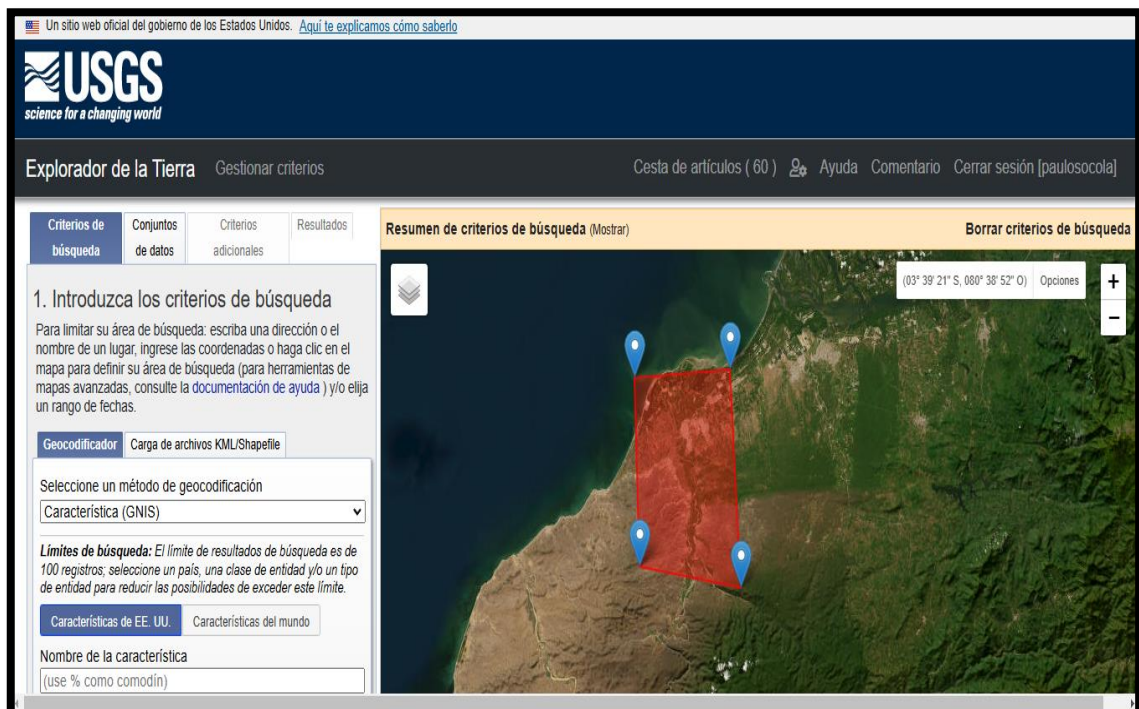 Un sitio web oficial del gobierno de los Estados Unidos. Aquí te explicamos cómo saberlo
USGS
science for a changing world
Explorador de la Tierra
Gestionar criterios
Cesta de artículos ( 60 )
Ayuda
Comentario
Cerrar sesión [paulosocola]
Criterios de
búsqueda
Conjuntos
de datos
Criterios
adicionales
Resultados
1. Introduzca los criterios de búsqueda
Para limitar su área de búsqueda: escriba una dirección o el
nombre de un lugar, ingrese las coordenadas o haga clic en el
mapa para definir su área de búsqueda (para herramientas de
mapas avanzadas, consulte la documentación de ayuda ) y/o elija
un rango de fechas.
Geocodificador
Carga de archivos KML/Shapefile
Seleccione un método de geocodificación
Característica (GNIS)
Límites de búsqueda: El límite de resultados de búsqueda es de
100 registros; seleccione un país, una clase de entidad y/o un tipo
de entidad para reducir las posibilidades de exceder este límite.
Características de EE. UU.
Características del mundo
Nombre de la característica
(use % como comodín)
Resumen de criterios de búsqueda (Mostrar)
Borrar criterios de búsqueda
(03° 39' 21" S, 080° 38' 52" O)
Opciones
+
−